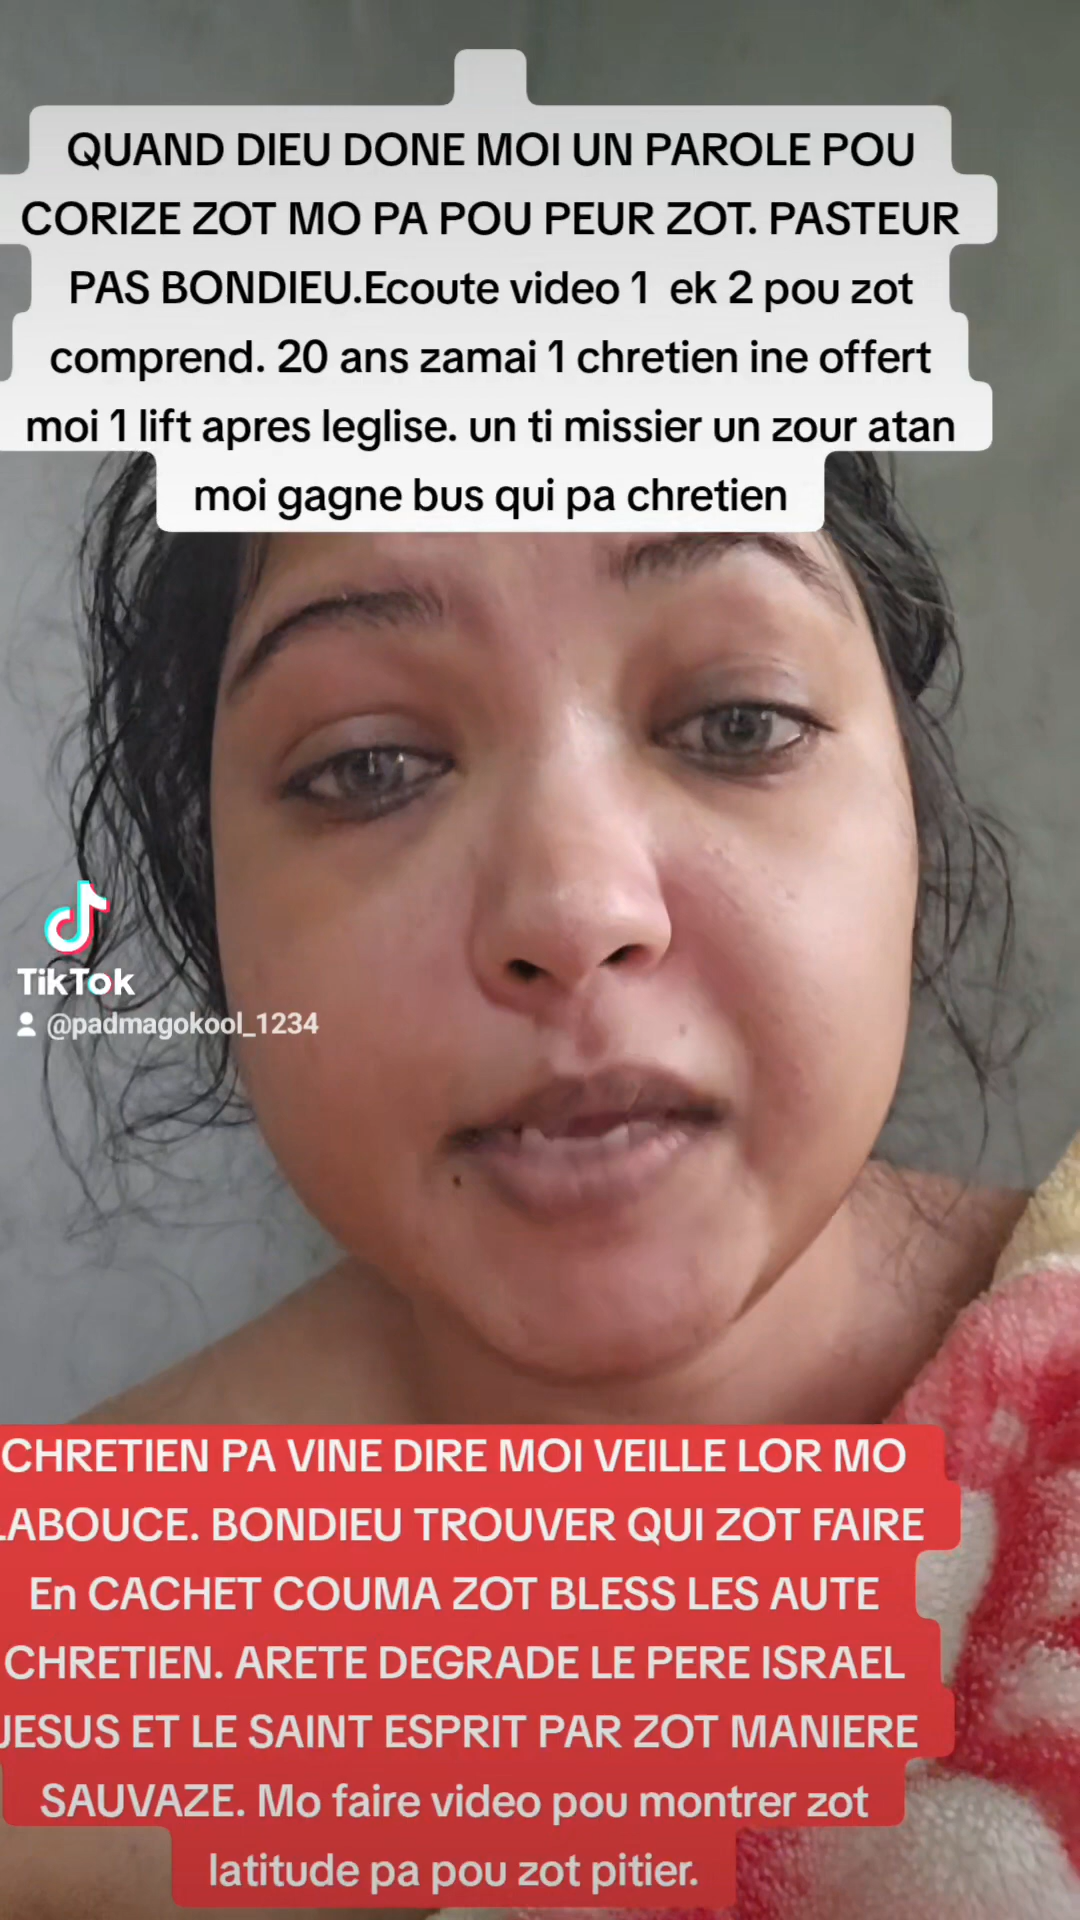 QUAND DIEU DONE MOI UN PAROLE POU
CORIZE ZOT MO PA POU PEUR ZOT. PASTEUR
PAS BONDIEU.Ecoute video 1 ek 2 pou zot
comprend. 20 ans zamai 1 chretien ine offert
moi 1 lift apres leglise. un ti missier un zour atan
moi gagne bus qui pa chretien
TikTok
@padmagokool_1234
CHRETIEN PA VINE DIRE MOI VEILLE LOR MO
LABOUCE. BONDIEU TROUVER QUI ZOT FAIRE
En CACHET COUMA ZOT BLESS LES AUTE
CHRETIEN. ARETE DEGRADE LE PERE ISRAEL
JESUS ET LE SAINT ESPRIT PAR ZOT MANIERE
SAUVAZE. Mo faire video pou montrer zot
latitude pa pou zot pitier.